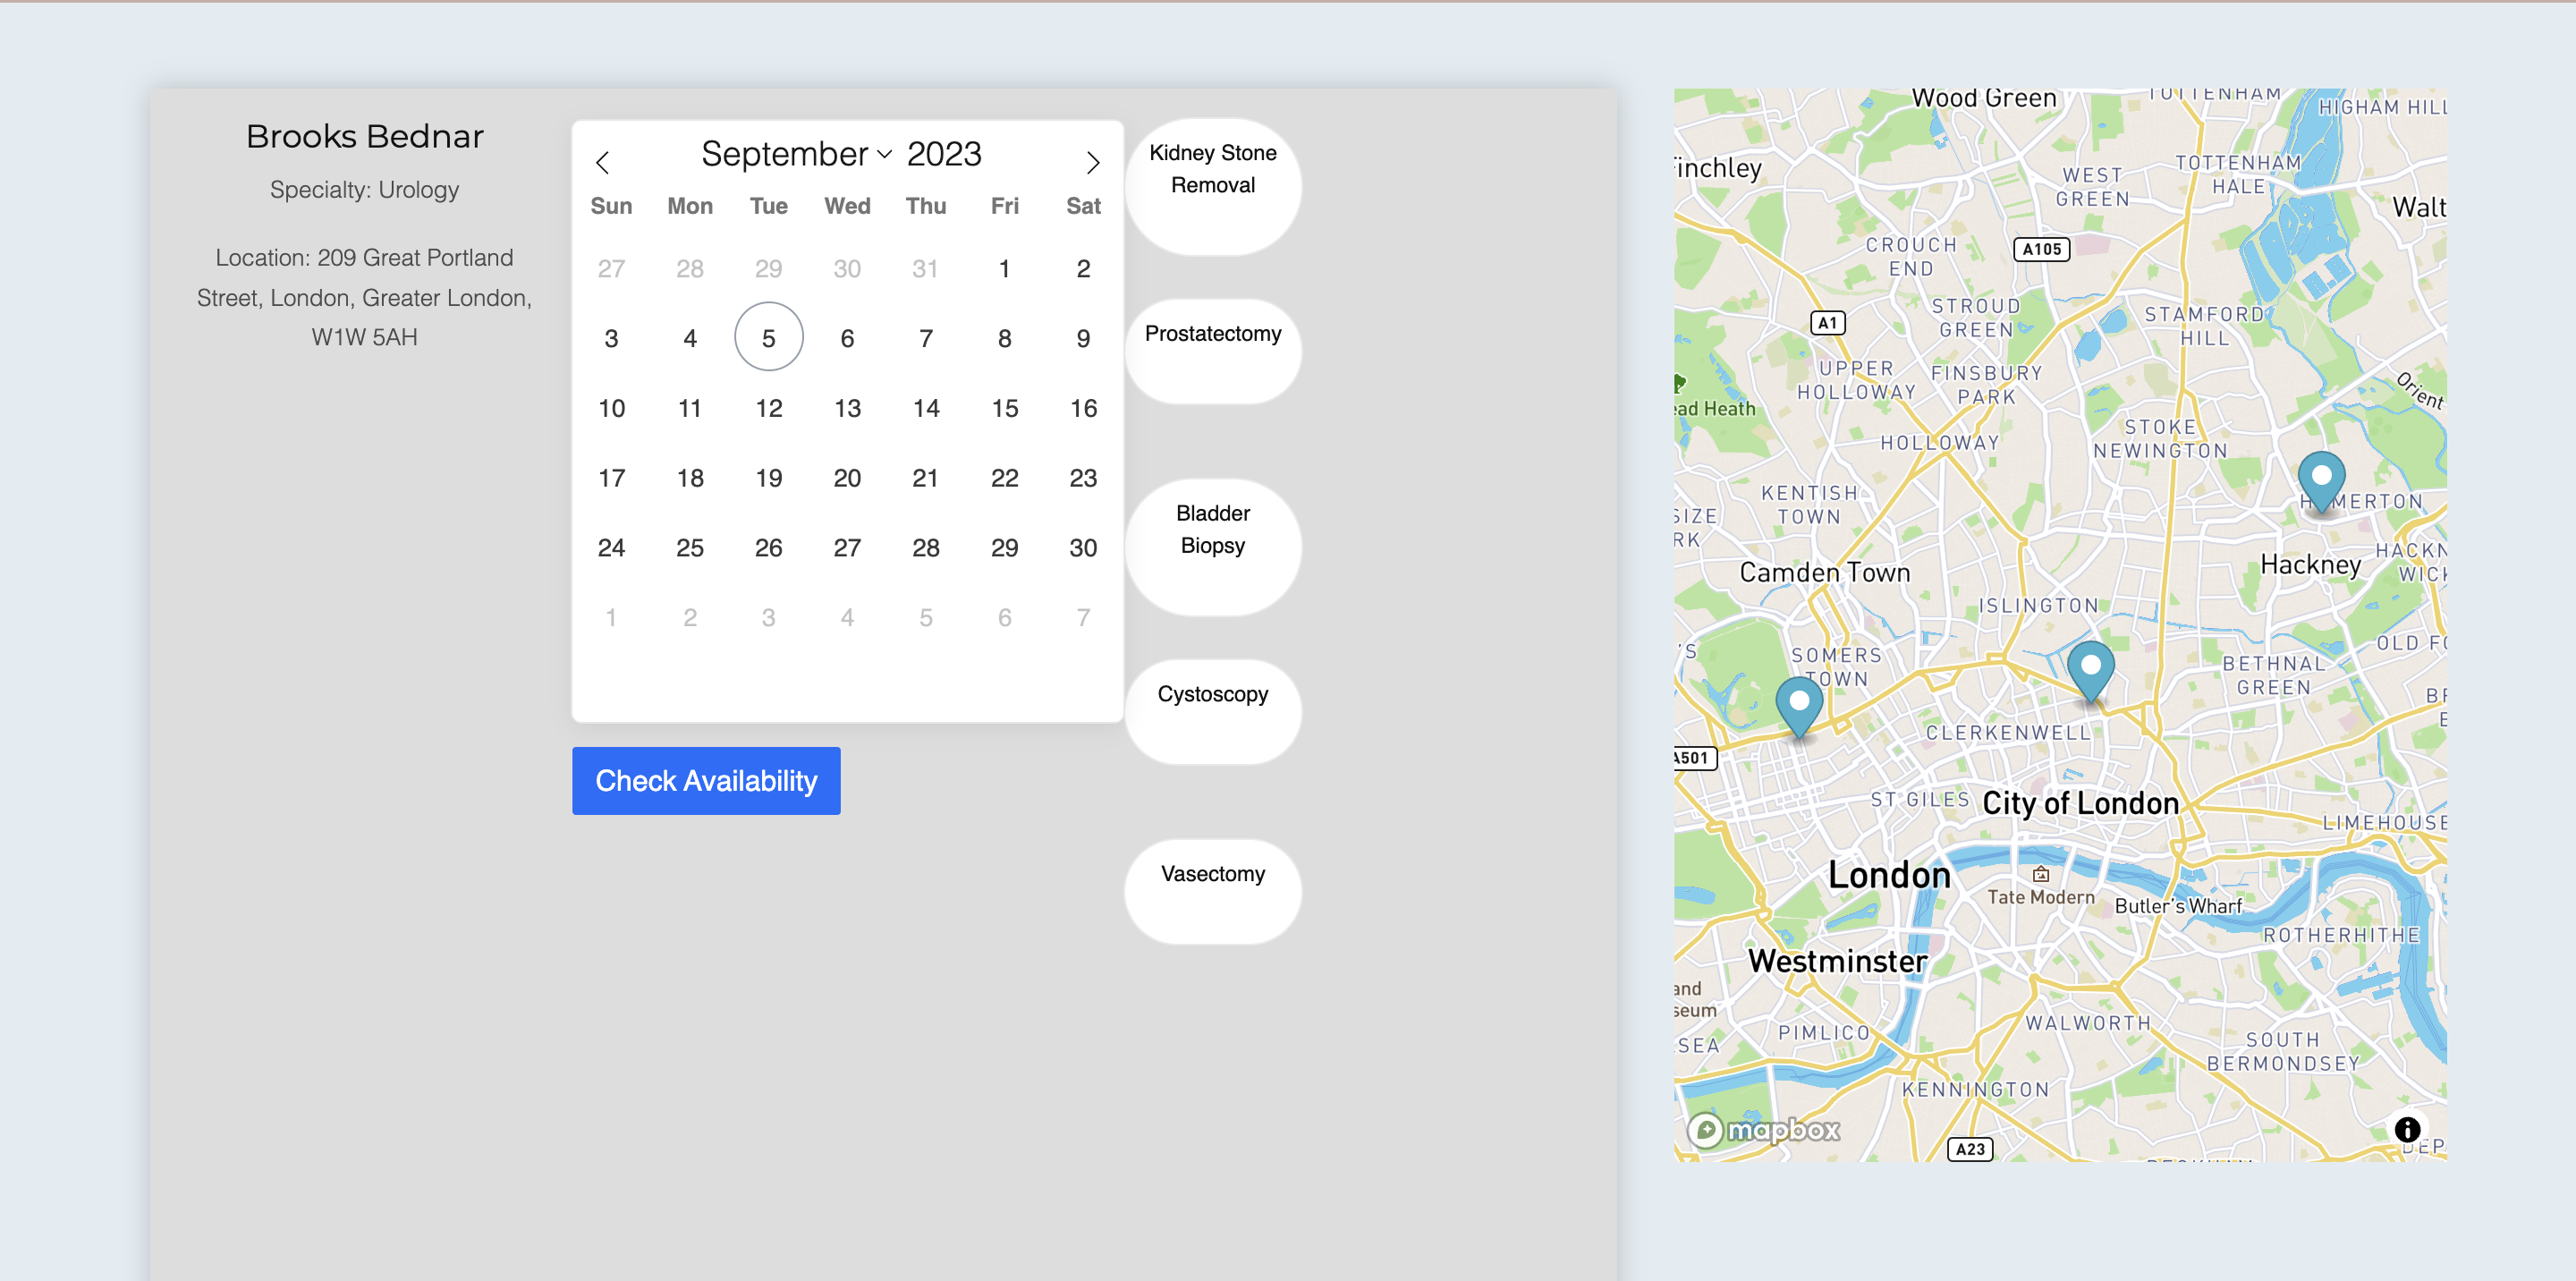 Brooks Bednar
Specialty: Urology
Location: 209 Great Portland
Street, London, Greater London,
W1W 5AH
September 2023
Sun Mon Tue Wed Thu Fri Sat
27 28 29 30 31 1 2
3 4 5 6 7 8 9
10 11 12 13 14 15 16
17 18 19 20 21 22 23
24 25 26 27 28 29 30
1 2 3 4 5 6 7
Check Availability
Kidney Stone
Removal
Prostatectomy
Bladder
Biopsy
Cystoscopy
Vasectomy
Wood Green
TOTTENHAM
HIGHAM HILL
inchley
WEST
GREEN
TOTTENHAM
HALE
Walt
CROUCH
END
A105
STROUD
GREEN
STAMFORD
HILL
A1
UPPER
HOLLOWAY
FINSBURY
PARK
Orient
ead Heath
HOLLOWAY
STOKE
NEWINGTON
KENTISH
TOWN
SIZE
RK
H MERTON
Hackney
HACKN
WICK
Camden Town
ISLINGTON
'S
SOMERS
TOWN
BETHNAL
GREEN
OLD FO
CLERKENWELL
A501
ST GILES
City of London
LIMEHOUSE
London
Tate Modern
Butler's Wharf
ROTHERHITHE
Westminster
and
seum
PIMLICO
SEA
WALWORTH
SOUTH
BERMONDSEY
KENNINGTON
mapbox
A23
DEP